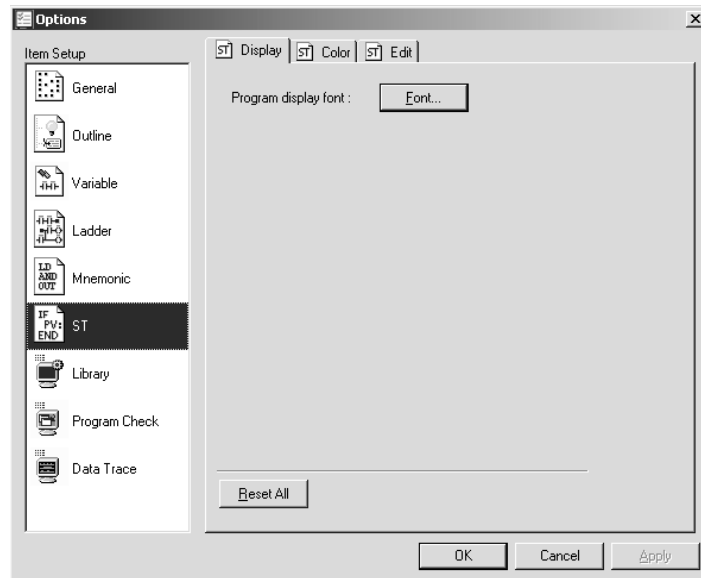 Options
Item Setup
General
Outline
Variable
Ladder
LD
AND
OUT
Mnemonic
IF
PV:
END
ST
Library
Program Check
Data Trace
ST Display
ST Color
ST Edit
Program display font :
Font...
Reset All
OK
Cancel
Apply